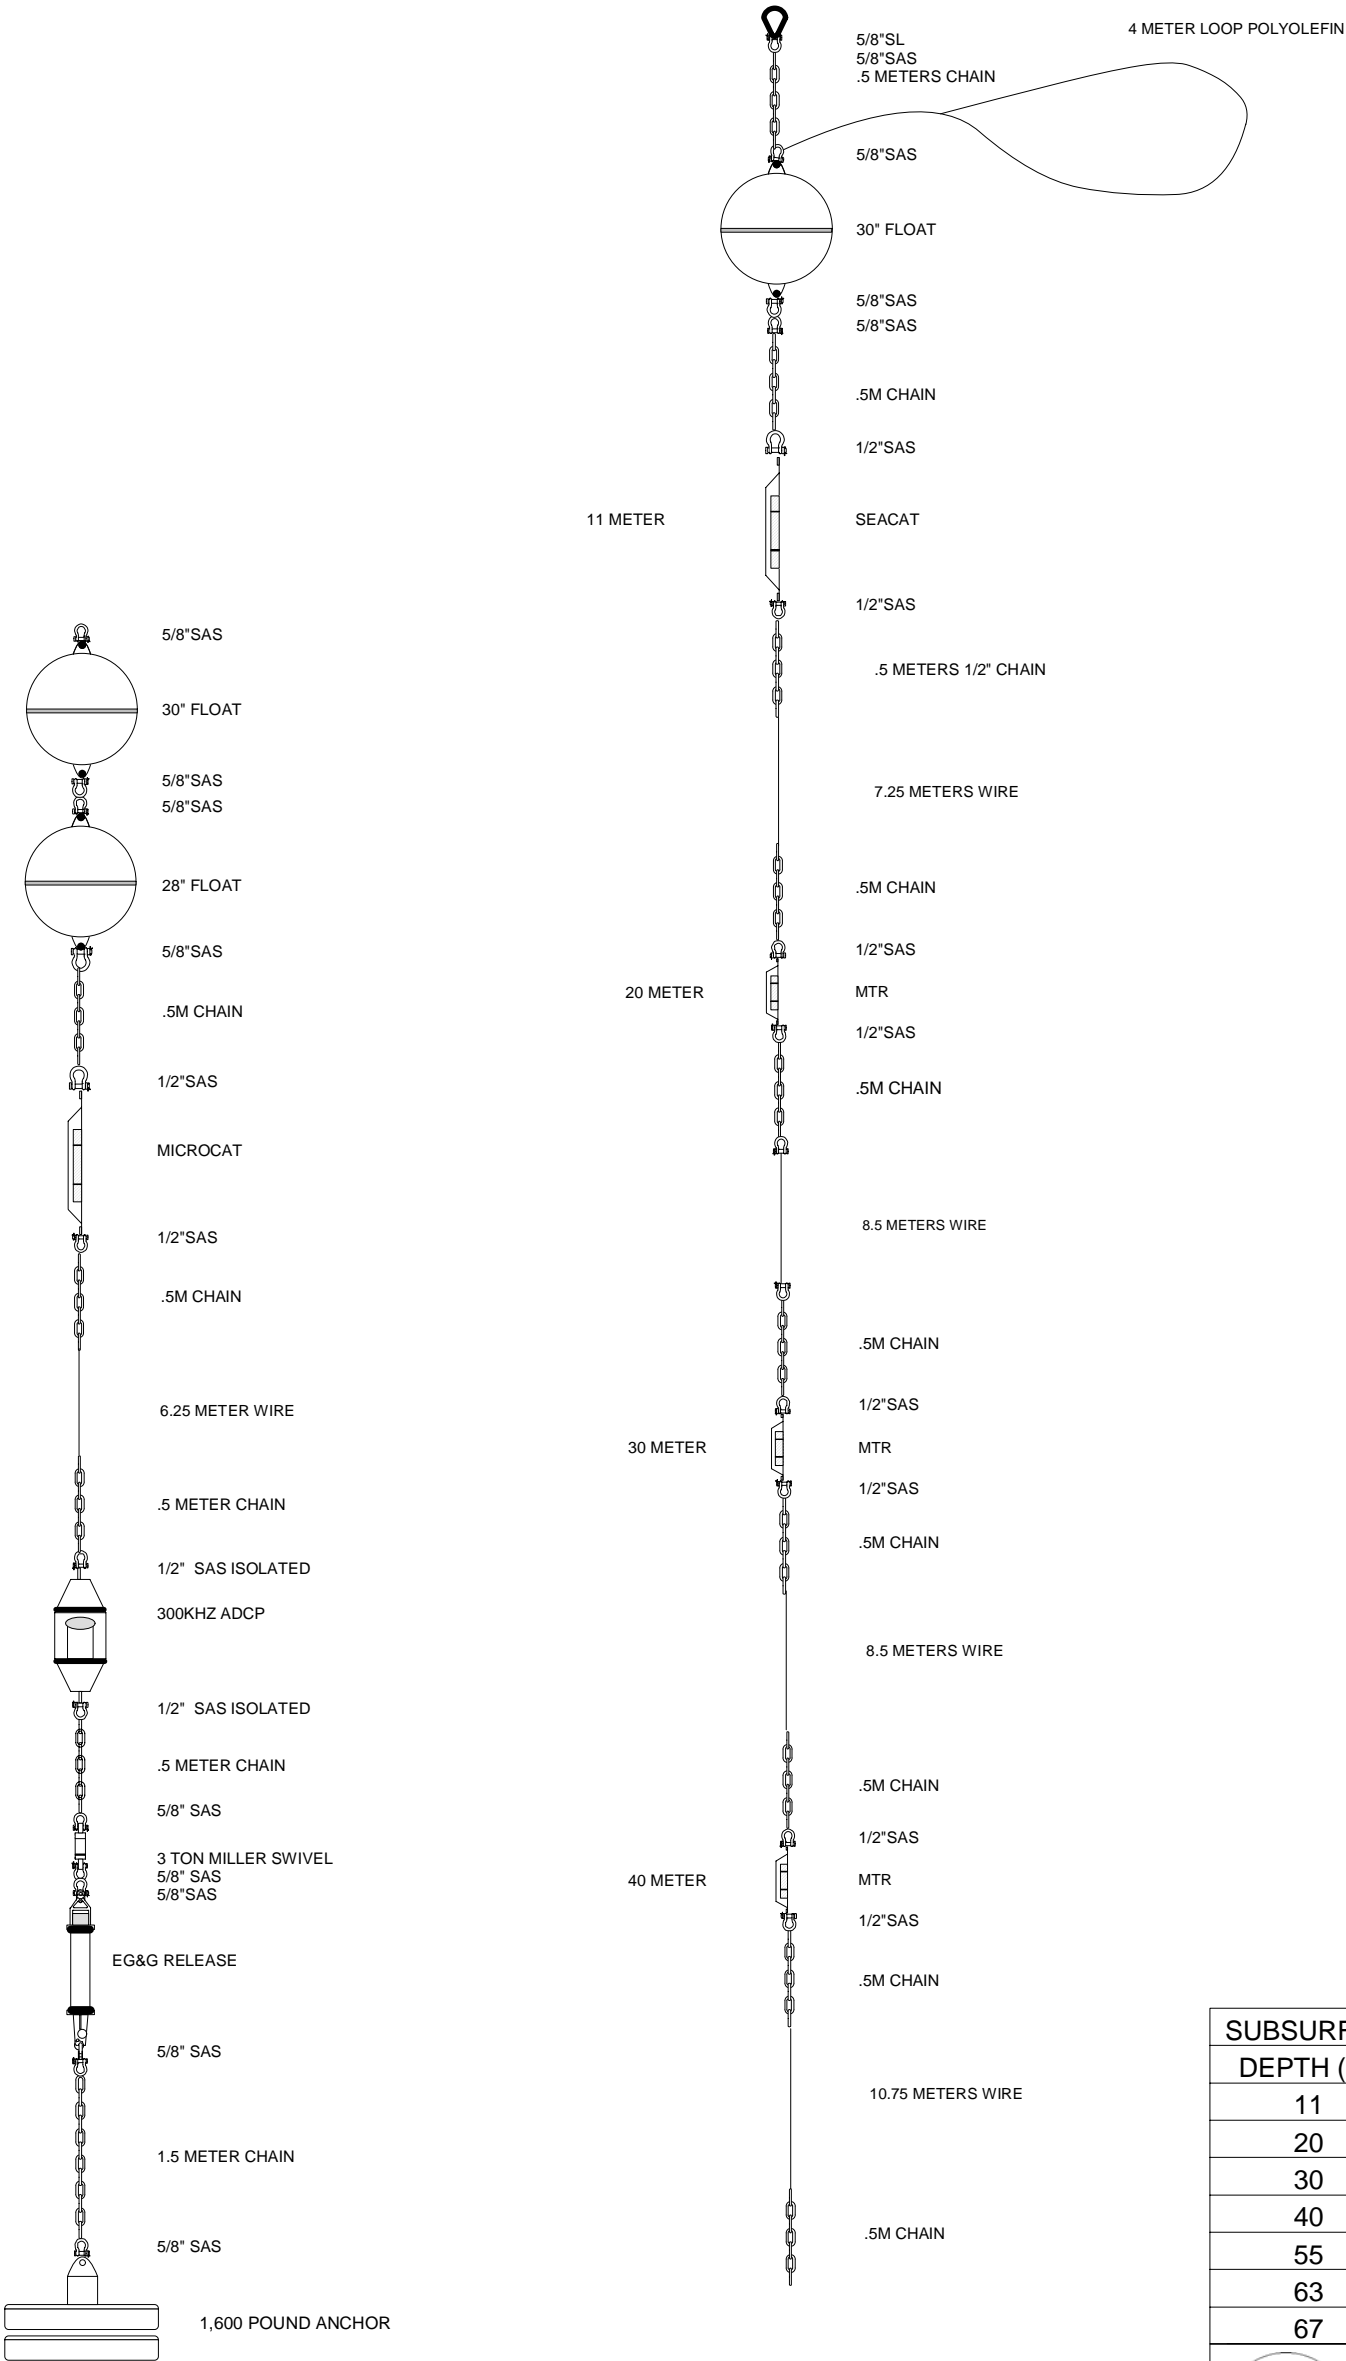 5/8"SL
4 METER LOOP POLYOLEFIN
5/8"SAS
.5 METERS CHAIN
5/8"SAS
30" FLOAT
5/8"SAS
5/8"SAS
.5M CHAIN
1/2"SAS
11 METER
SEACAT
1/2"SAS
.5 METERS 1/2" CHAIN
7.25 METERS WIRE
.5M CHAIN
1/2"SAS
20 METER
MTR
1/2"SAS
.5M CHAIN
8.5 METERS WIRE
.5M CHAIN
1/2"SAS
30 METER
MTR
1/2"SAS
.5M CHAIN
8.5 METERS WIRE
.5M CHAIN
1/2"SAS
40 METER
MTR
1/2"SAS
.5M CHAIN
10.75 METERS WIRE
.5M CHAIN
5/8"SAS
30" FLOAT
5/8"SAS
5/8"SAS
28" FLOAT
5/8"SAS
.5M CHAIN
1/2"SAS
MICROCAT
1/2"SAS
.5M CHAIN
6.25 METER WIRE
.5 METER CHAIN
1/2" SAS ISOLATED
300KHZ ADCP
1/2" SAS ISOLATED
.5 METER CHAIN
5/8" SAS
3 TON MILLER SWIVEL
5/8" SAS
5/8"SAS
EG&G RELEASE
5/8" SAS
1.5 METER CHAIN
5/8" SAS
1,600 POUND ANCHOR
DEPTH (
11
20
30
40
55
63
67